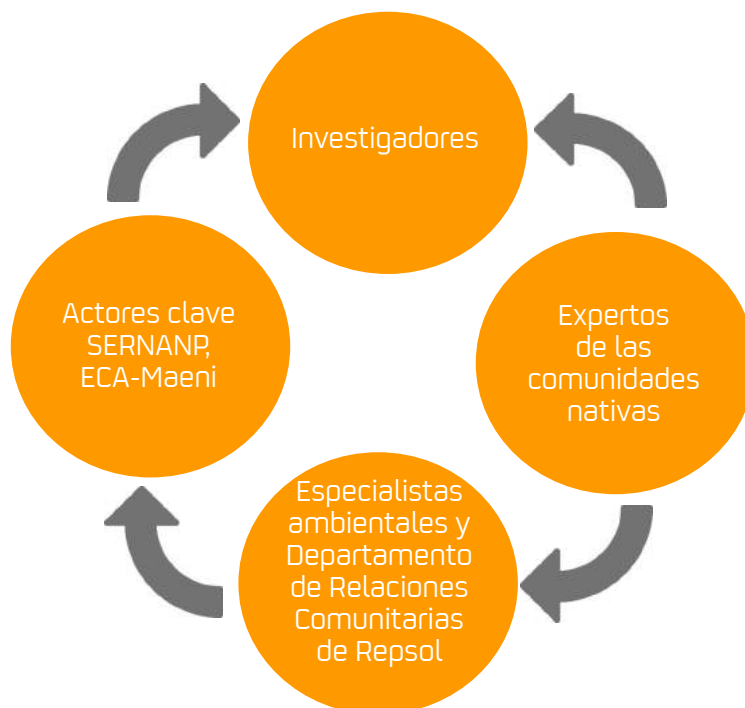 Investigadores
Actores clave
SERNANP,
ECA-Maeni
Expertos
de las
comunidades
nativas
Especialistas
ambientales y
Departamento
de Relaciones
Comunitarias
de Repsol